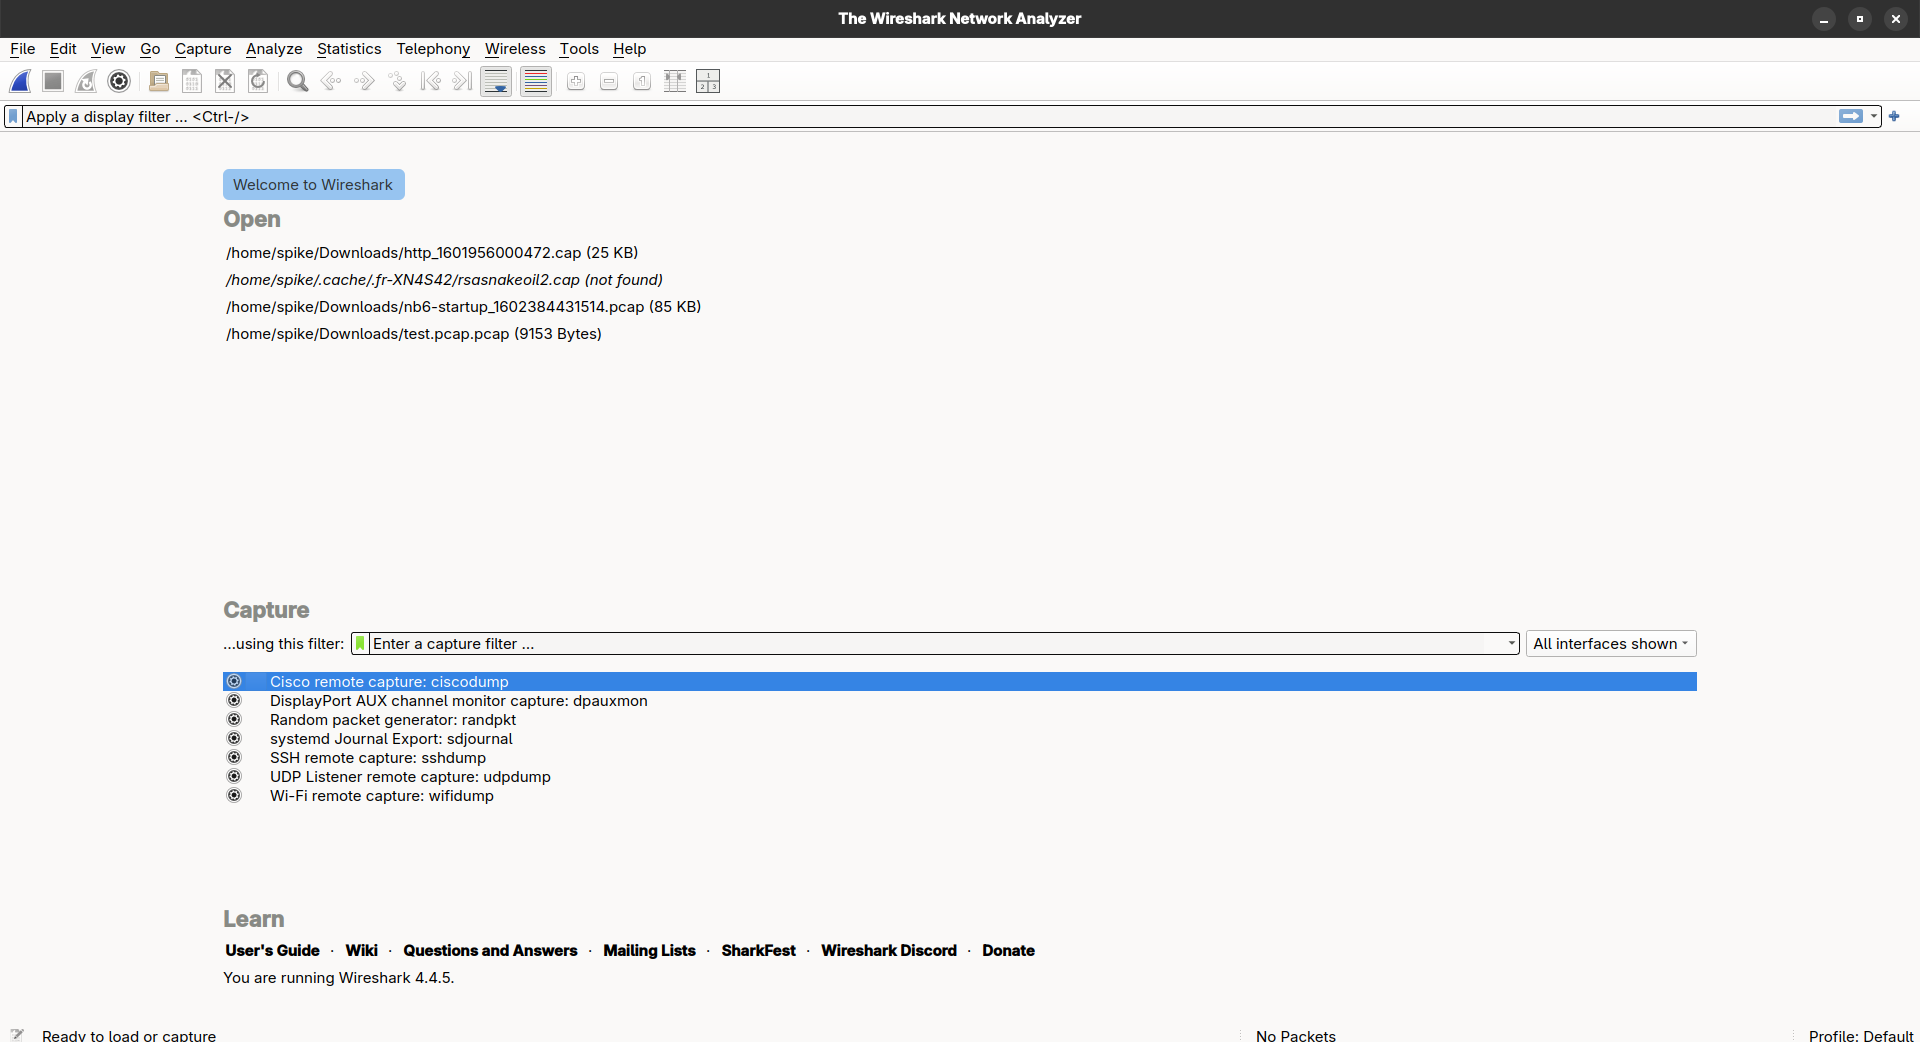 The Wireshark Network Analyzer
File Edit View Go Capture Analyze Statistics Telephony Wireless Tools Help
Apply a display filter ... <Ctrl-/>
Welcome to Wireshark
Open
/home/spike/Downloads/http_1601956000472.cap (25 KB)
/home/spike/.cache/.fr-XN4S42/rsasnakeoil2.cap (not found)
/home/spike/Downloads/nb6-startup_1602384431514.pcap (85 KB)
/home/spike/Downloads/test.pcap.pcap (9153 Bytes)
Capture
...using this filter: Enter a capture filter ... All interfaces shown
Cisco remote capture: ciscodump
DisplayPort AUX channel monitor capture: dpauxmon
Random packet generator: randpkt
systemd Journal Export: sdjournal
SSH remote capture: sshdump
UDP Listener remote capture: udpdump
Wi-Fi remote capture: wifidump
Learn
User's Guide · Wiki · Questions and Answers · Mailing Lists · SharkFest · Wireshark Discord · Donate
You are running Wireshark 4.4.5.
Ready to load or capture No Packets Profile: Default